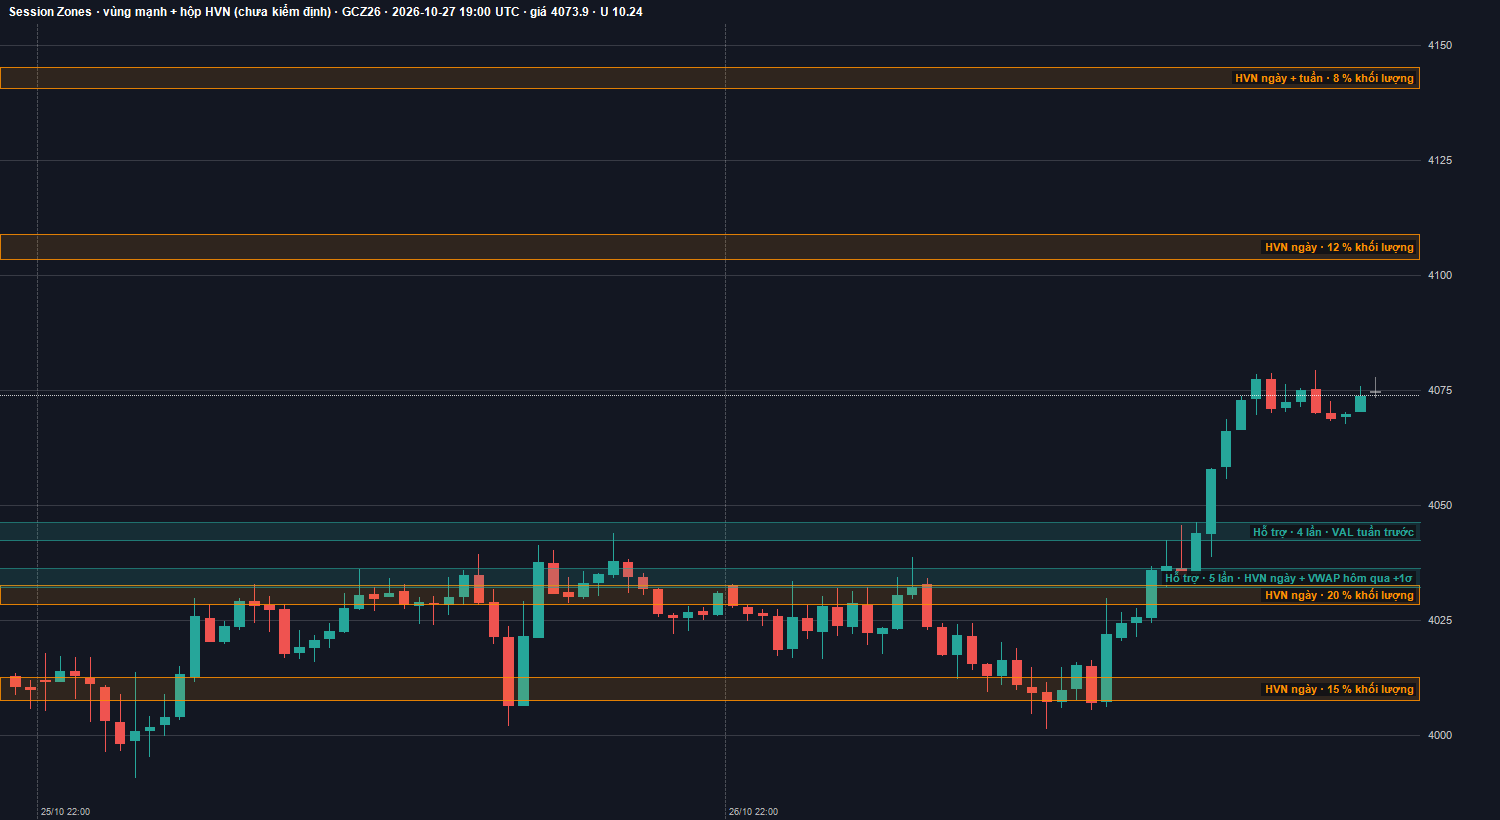 Session Zones · vùng mạnh + hộp HVN (chưa kiểm định) · GCZ26 · 2026-10-27 19:00 UTC · giá 4073.9 · U 10.24
4150
HVN ngày + tuần · 8 % khối lượng
4125
HVN ngày · 12 % khối lượng
4100
4075
4050
Hỗ trợ · 4 lần · VAL tuần trước
Hỗ trợ · 5 lần · HVN ngày + VWAP hôm qua +1σ
HVN ngày · 20 % khối lượng
4025
HVN ngày · 15 % khối lượng
4000
25/10 22:00
26/10 22:00